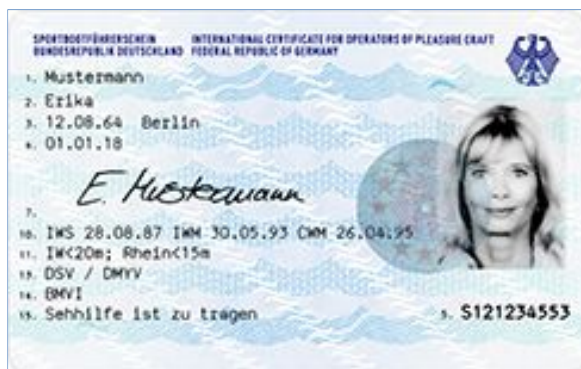 SPORTBOOTFÜHRERSCHEIN INTERNATIONAL CERTIFICATE FOR OPERATORS OF PLEASURE CRAFT
BUNDESREPUBLIK DEUTSCHLAND FEDERAL REPUBLIC OF GERMANY
1. Mustermann
2. Erika
3. 12.08.64 Berlin
4. 01.01.18
E. Mustermann
7.
10. IWS 28.08.87 IWM 30.05.93 CWM 26.04.95
11. IW<20m; Rhein<15m
13. DSV / DMYV
14. BMVI
15. Sehhilfe ist zu tragen
5. S121234553